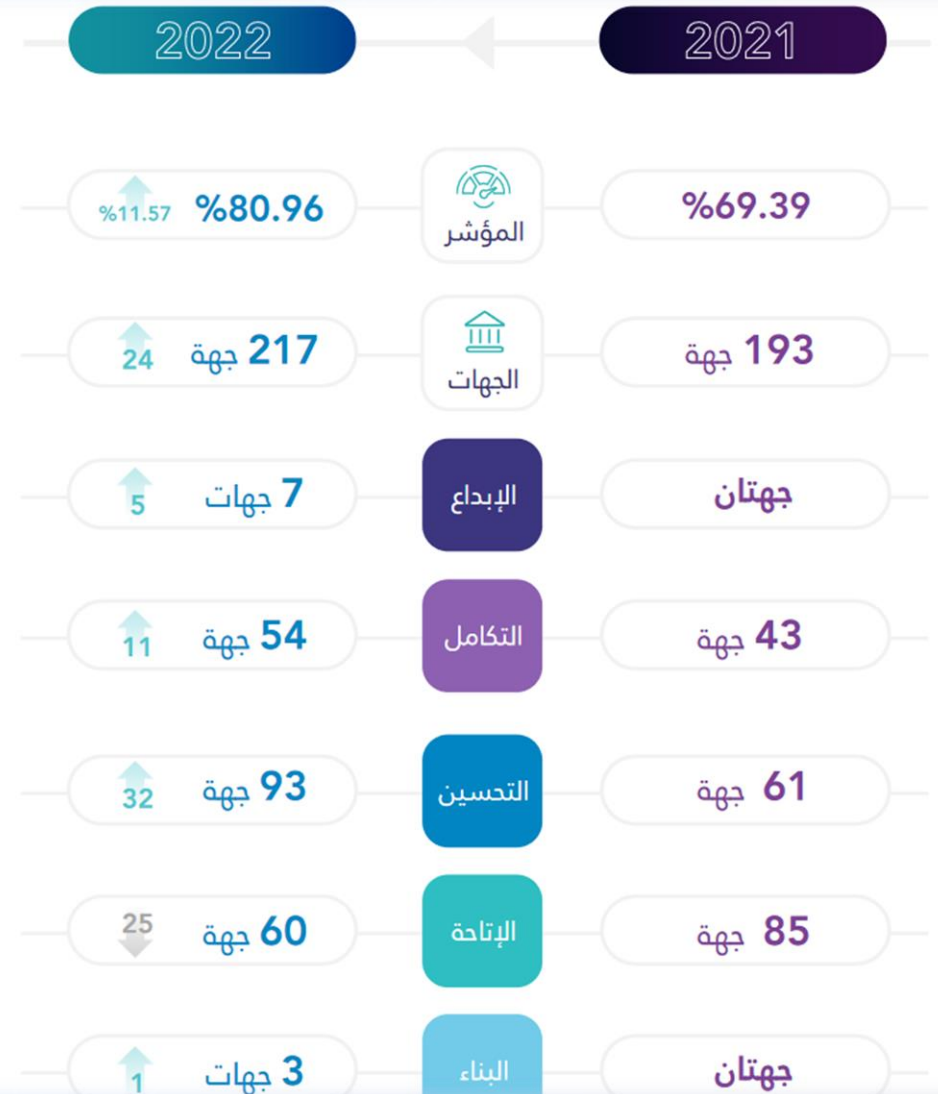 2021
2022
%69.39
المؤشر
%80.96
%11.57
193 جهة
الجهات
217 جهة
24
جهتان
الإبداع
7 جهات
5
43 جهة
التكامل
54 جهة
11
61 جهة
التحسين
93 جهة
32
85 جهة
الإتاحة
60 جهة
25
جهتان
البناء
3 جهات
1